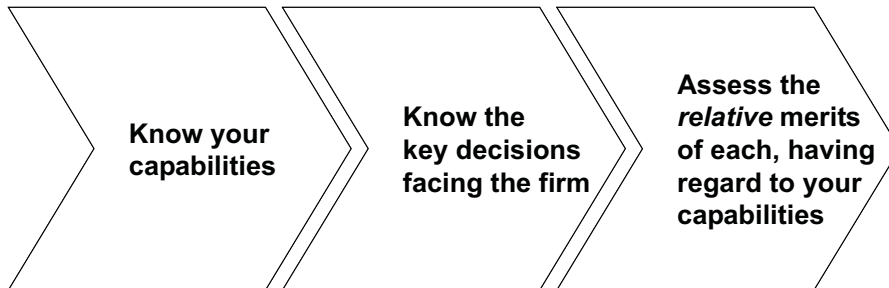 Know your
capabilities
Know the
key decisions
facing the firm
Assess the
relative merits
of each, having
regard to your
capabilities